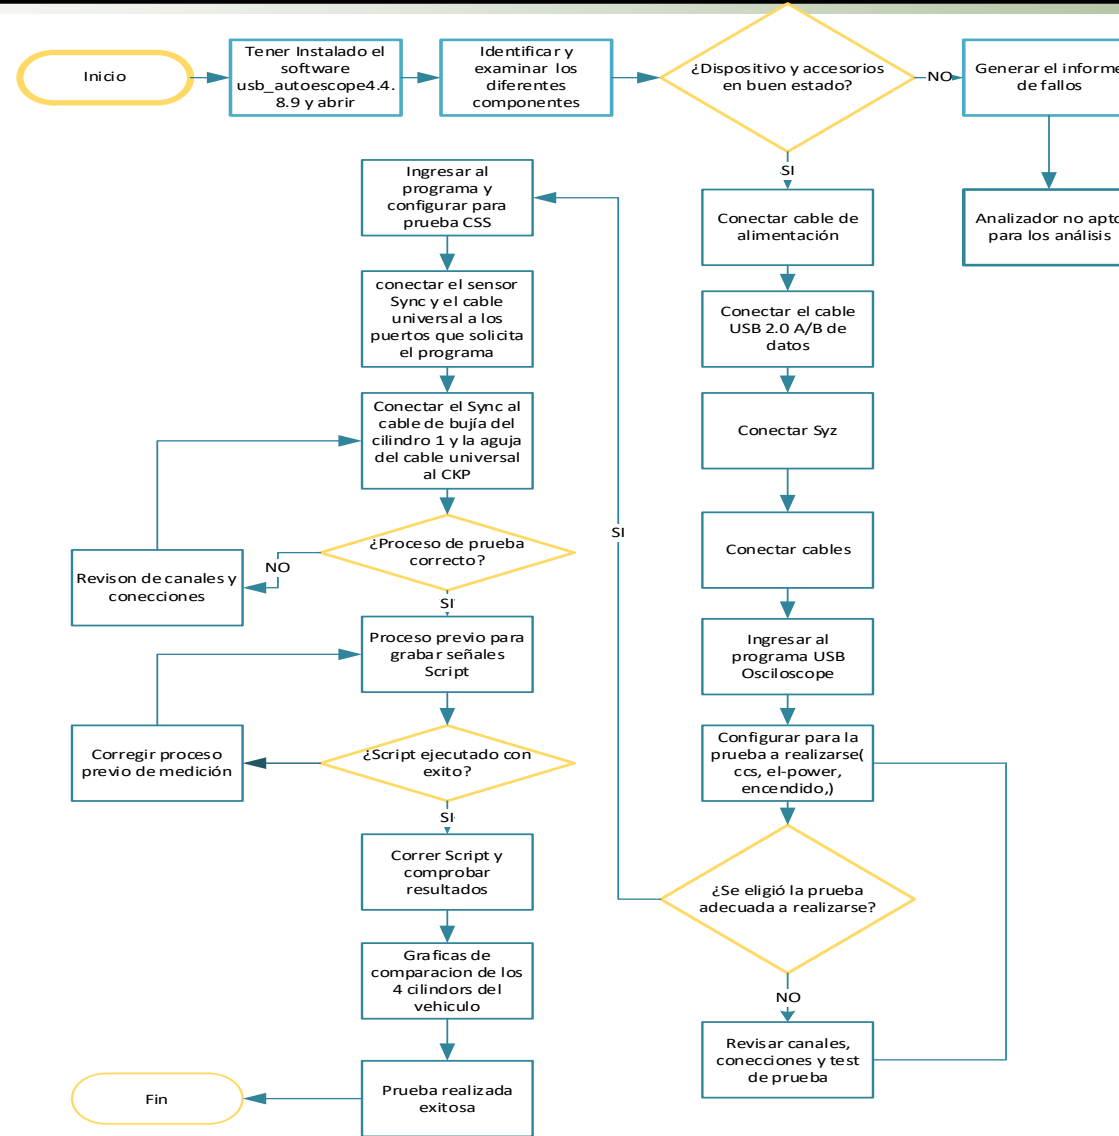 Inicio
Tener Instalado el
software
usb_autoescope4.4.
8.9 y abrir
Identificar y
examinar los
diferentes
componentes
¿Dispositivo y accesorios
en buen estado?
NO
Generar el informe
de fallos
Analizador no apto
para los análisis
SI
Conectar cable de
alimentación
Conectar el cable
USB 2.0 A/B de
datos
Conectar Syz
Conectar cables
Ingresar al
programa USB
Osciloscope
Configurar para la
prueba a realizarse(
ccs, el-power,
encendido,)
¿Se eligió la prueba
adecuada a realizarse?
NO
Revisar canales,
conecciones y test
de prueba
SI
Ingresar al
programa y
configurar para
prueba CSS
conectar el sensor
Sync y el cable
universal a los
puertos que solicita
el programa
Conectar el Sync al
cable de bujía del
cilindro 1 y la aguja
del cable universal
al CKP
¿Proceso de prueba
correcto?
NO
Revison de canales y
conecciones
SI
Proceso previo para
grabar señales
Script
¿Script ejecutado con
exito?
Corregir proceso
previo de medición
SI
Correr Script y
comprobar
resultados
Graficas de
comparacion de los
4 cilindors del
vehiculo
Prueba realizada
exitosa
Fin